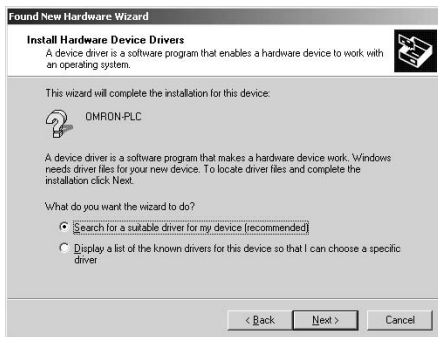 Found New Hardware Wizard
Install Hardware Device Drivers
A device driver is a software program that enables a hardware device to work with
an operating system.
This wizard will complete the installation for this device:
OMRON-PLC
A device driver is a software program that makes a hardware device work. Windows
needs driver files for your new device. To locate driver files and complete the
installation click Next.
What do you want the wizard to do?
Search for a suitable driver for my device (recommended)
Display a list of the known drivers for this device so that I can choose a specific
driver
< Back Next > Cancel